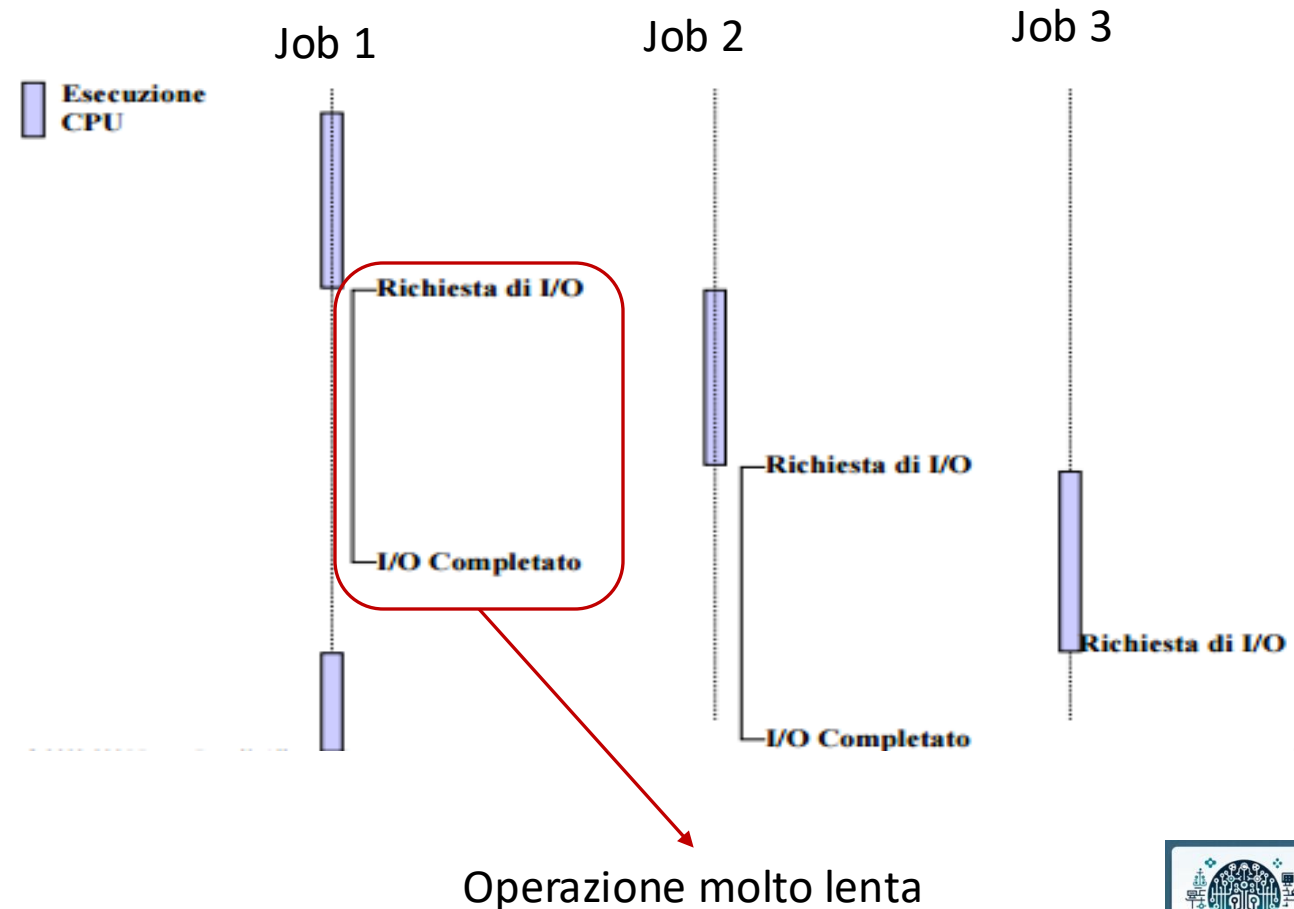 Job 1
Job 2
Job 3
Esecuzione
CPU
Richiesta di I/O
I/O Completato
Richiesta di I/O
I/O Completato
Richiesta di I/O
Operazione molto lenta